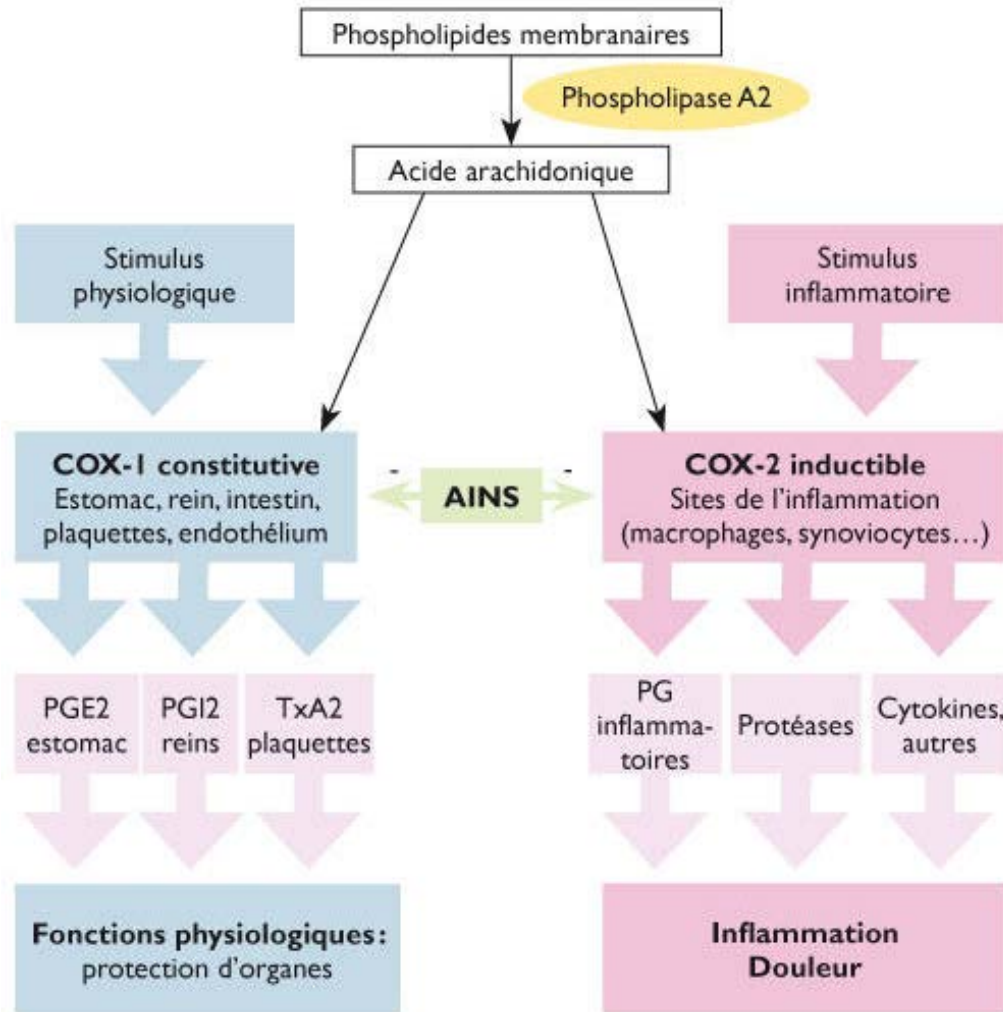 Phospholipides membranaires
Phospholipase A2
Acide arachidonique
Stimulus
physiologique
Stimulus
inflammatoire
COX-1 constitutive
Estomac, rein, intestin,
plaquettes, endothélium
- -
AINS
COX-2 inductible
Sites de l'inflammation
(macrophages, synoviocytes…)
PGE2
estomac
PGI2
reins
TxA2
plaquettes
PG
inflamma-
toires
Protéases
Cytokines,
autres
Fonctions physiologiques:
protection d'organes
Inflammation
Douleur